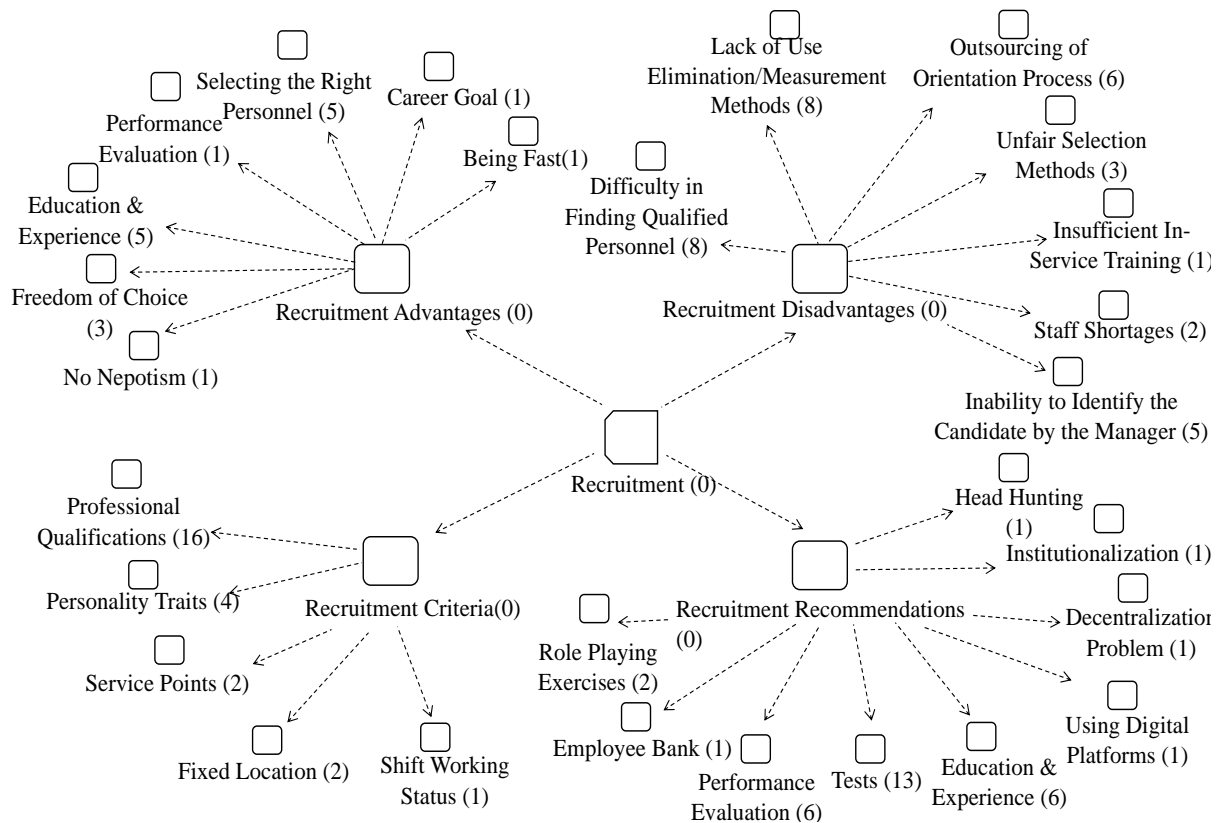 Selecting the Right
Personnel (5)
Career Goal (1)
Performance
Evaluation (1)
Being Fast(1)
Education &
Experience (5)
Freedom of Choice
(3)
No Nepotism (1)
Recruitment Advantages (0)
Lack of Use
Elimination/Measurement
Methods (8)
Outsourcing of
Orientation Process (6)
Unfair Selection
Methods (3)
Difficulty in
Finding Qualified
Personnel (8)
Insufficient In-
Service Training (1)
Recruitment Disadvantages (0)
Staff Shortages (2)
Inability to Identify the
Candidate by the Manager (5)
Recruitment (0)
Professional
Qualifications (16)
Personality Traits (4)
Recruitment Criteria(0)
Service Points (2)
Fixed Location (2)
Shift Working
Status (1)
Head Hunting
(1)
Institutionalization (1)
Recruitment Recommendations
(0)
Decentralization
Problem (1)
Role Playing
Exercises (2)
Employee Bank (1)
Performance
Evaluation (6)
Tests (13)
Education &
Experience (6)
Using Digital
Platforms (1)